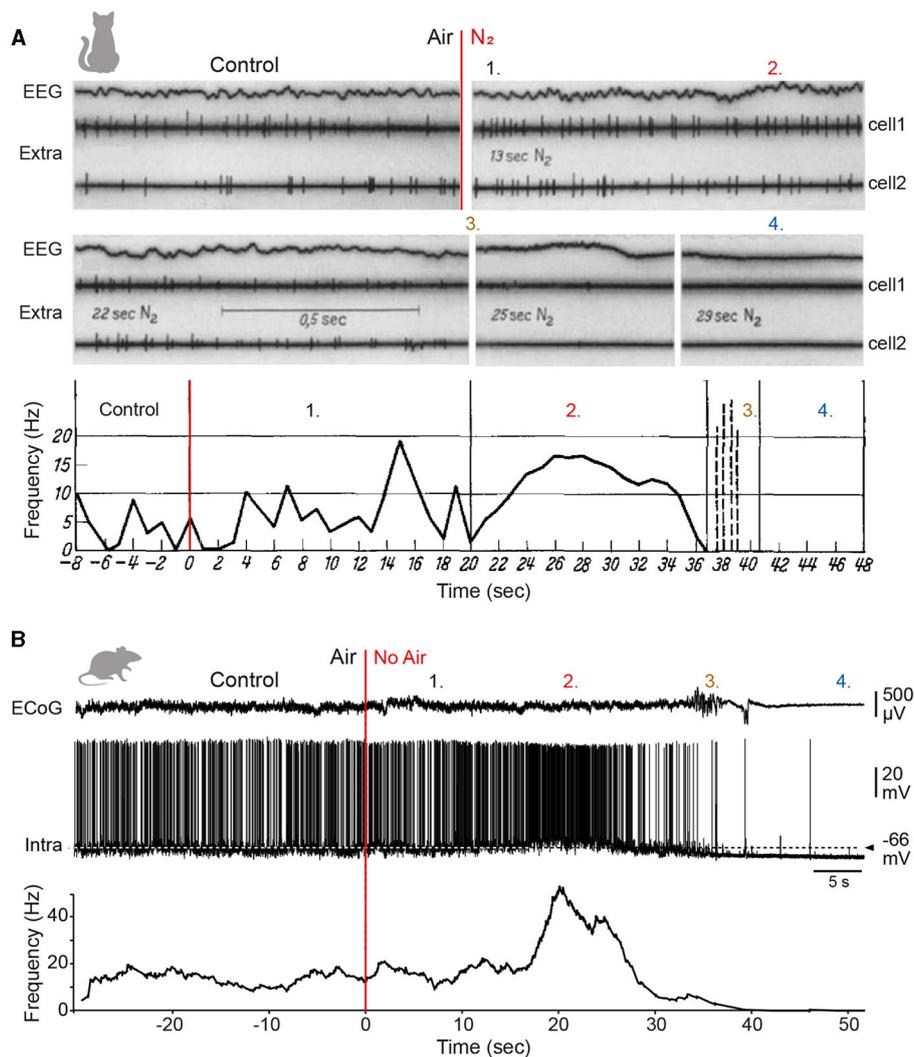 A
Air N₂
Control 1. 2.
EEG
cell1
Extra
13 sec N₂
cell2
3. 4.
EEG
cell1
Extra 22 sec N₂ 0,5 sec 25 sec N₂ 29 sec N₂
cell2
Frequency (Hz)
Control 1. 2. 3. 4.
20
15
10
5
0
-8 -6 -4 -2 0 2 4 6 8 10 12 14 16 18 20 22 24 26 28 30 32 34 36 38 40 42 44 46 48
Time (sec)
B
Air No Air
Control 1. 2. 3. 4.
ECoG
500
µV
20
mV
Intra
-66
mV
5 s
Frequency (Hz)
40
20
0
-20 -10 0 10 20 30 40 50
Time (sec)